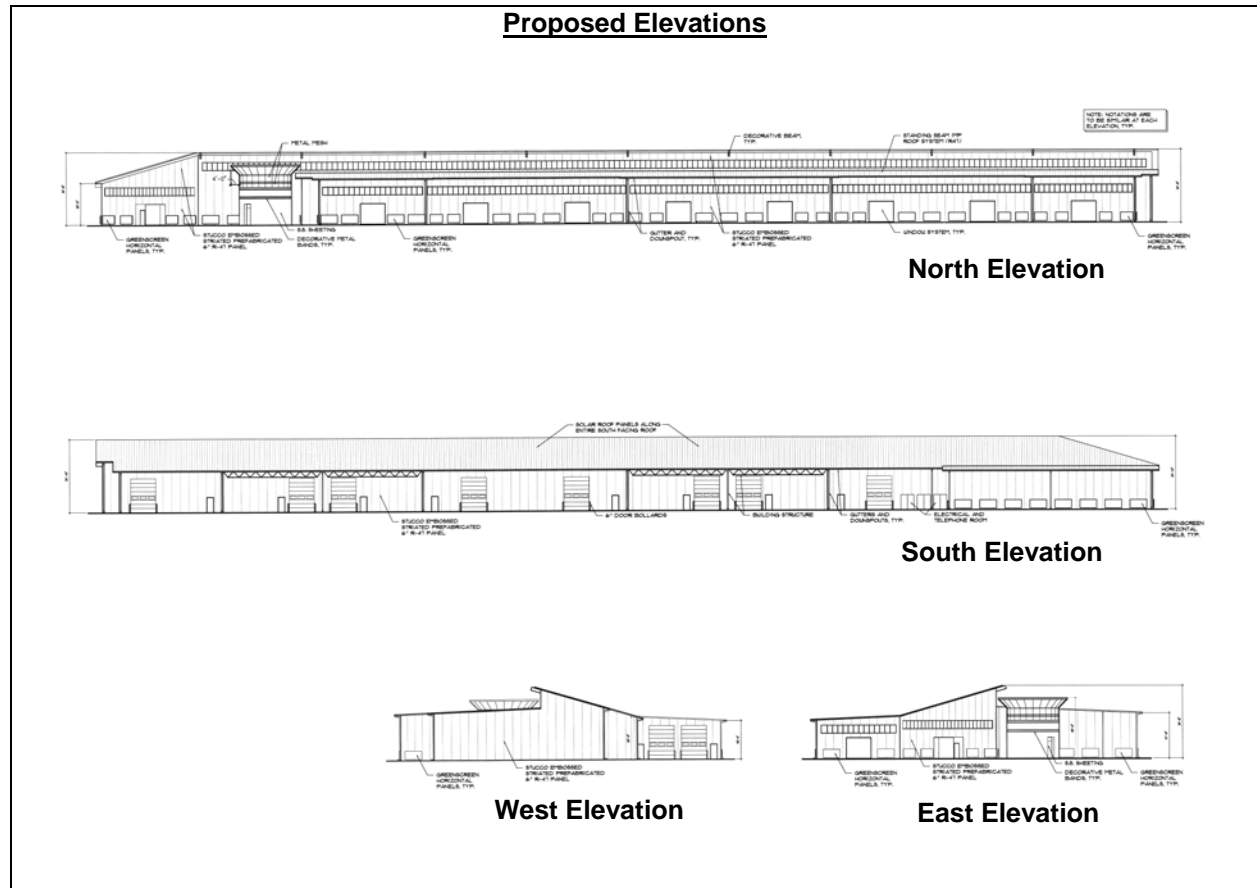 Proposed Elevations
NOTE: NOTATIONS ARE
TO BE SIMILAR AT EACH
ELEVATION, TYP.
METAL MESH
DECORATIVE BEAM,
TYP.
ROOF SYSTEM
GREENSCREEN
HORIZONTAL
PANELS, TYP.
STUCCO EMBOSSED
STRIATED PREFABRICATED
PANEL
S.S. SHEETING
DECORATIVE METAL
BANDS, TYP.
GREENSCREEN
HORIZONTAL
PANELS, TYP.
GUTTER AND
DOWNSPOUT, TYP.
STUCCO EMBOSSED
STRIATED PREFABRICATED
PANEL
WINDOW SYSTEM, TYP.
GREENSCREEN
HORIZONTAL
PANELS, TYP.
North Elevation
SOLAR ROOF PANELS ALONG
ENTIRE SOUTH FACING ROOF
STUCCO EMBOSSED
STRIATED PREFABRICATED
PANEL
6" DOOR BOLLARDS
BUILDING STRUCTURE
GUTTERS AND
DOWNSPOUTS, TYP.
ELECTRICAL AND
TELEPHONE ROOM
GREENSCREEN
HORIZONTAL
PANELS, TYP.
South Elevation
GREENSCREEN
HORIZONTAL
PANELS, TYP.
STUCCO EMBOSSED
STRIATED PREFABRICATED
PANEL
West Elevation
GREENSCREEN
HORIZONTAL
PANELS, TYP.
STUCCO EMBOSSED
STRIATED PREFABRICATED
PANEL
S.S. SHEETING
DECORATIVE METAL
BANDS, TYP.
GREENSCREEN
HORIZONTAL
PANELS, TYP.
East Elevation